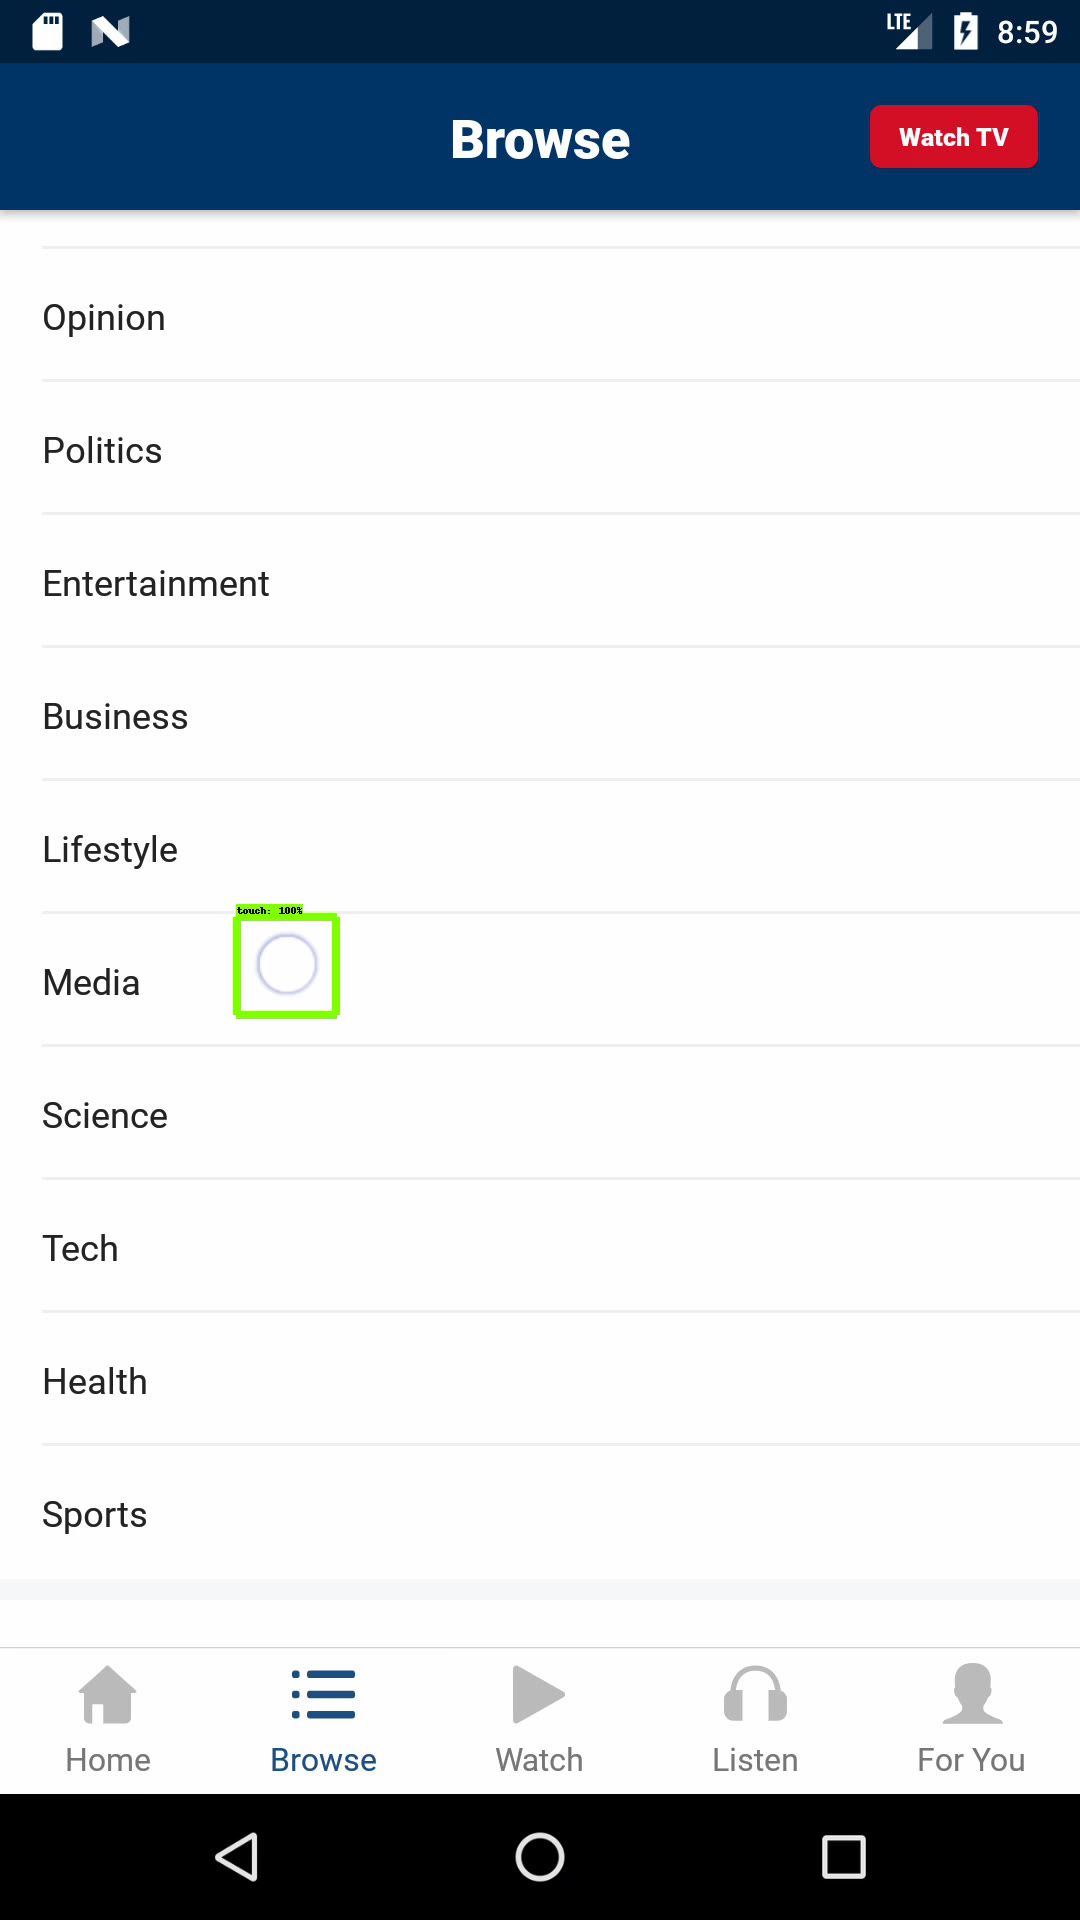 LTE 8:59
Browse
Watch TV
Opinion
Politics
Entertainment
Business
Lifestyle
touch: 100%
Media
Science
Tech
Health
Sports
Home Browse Watch Listen For You